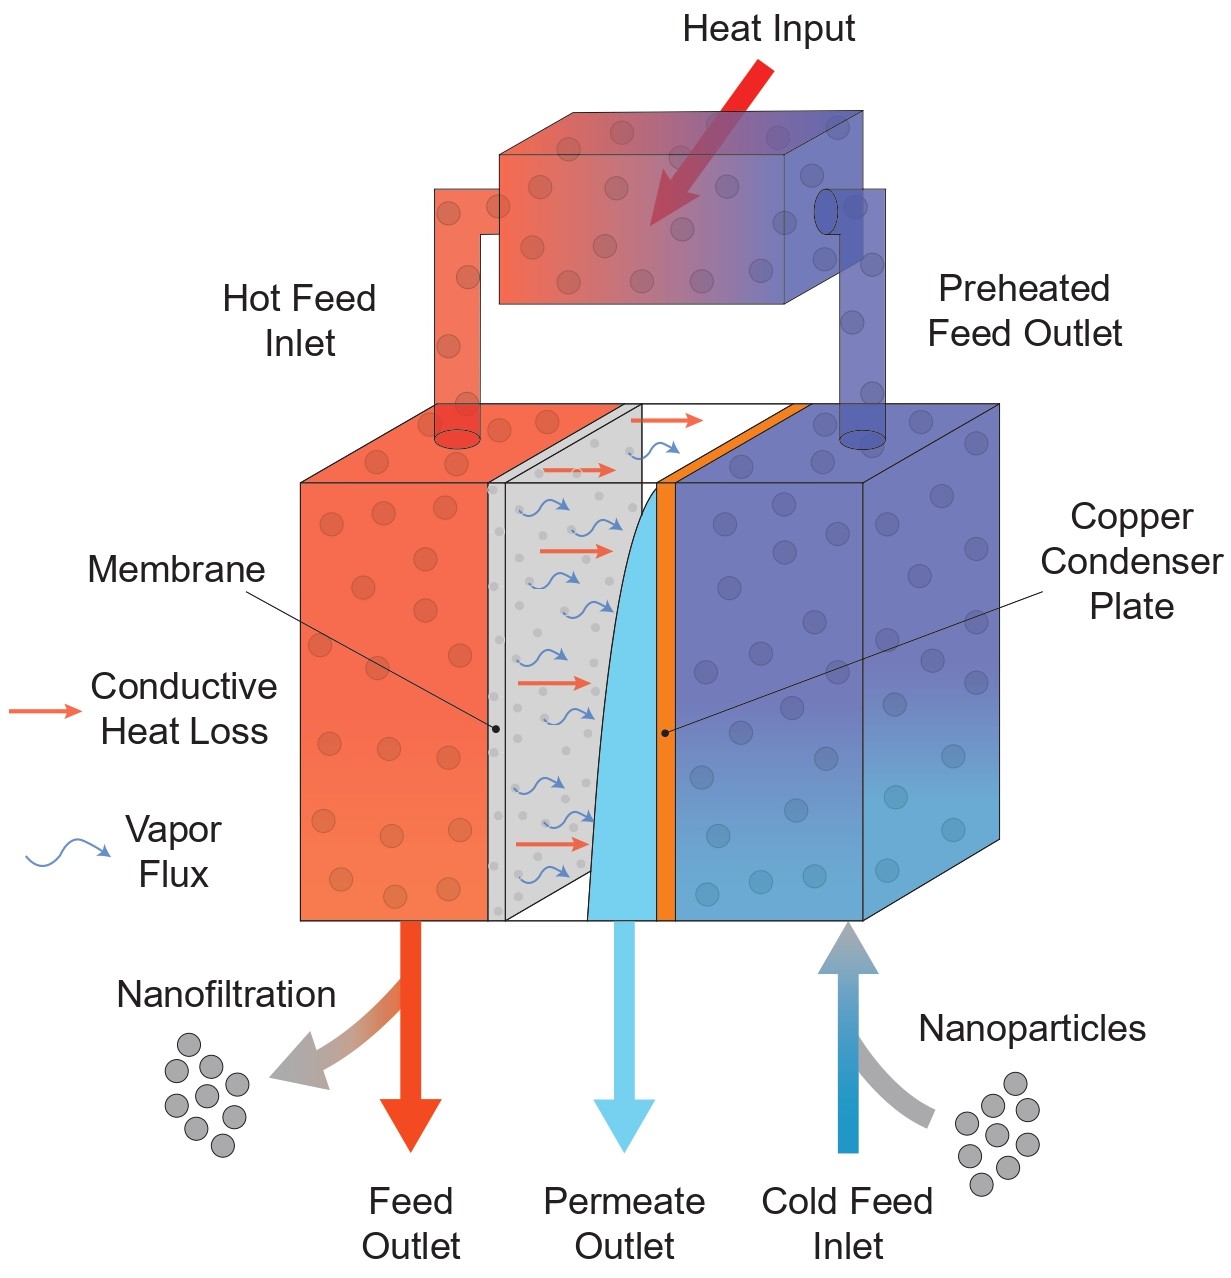 Heat Input
Hot Feed
Inlet
Preheated
Feed Outlet
Membrane
Copper
Condenser
Plate
Conductive
Heat Loss
Vapor
Flux
Nanofiltration
Nanoparticles
Feed
Outlet
Permeate
Outlet
Cold Feed
Inlet